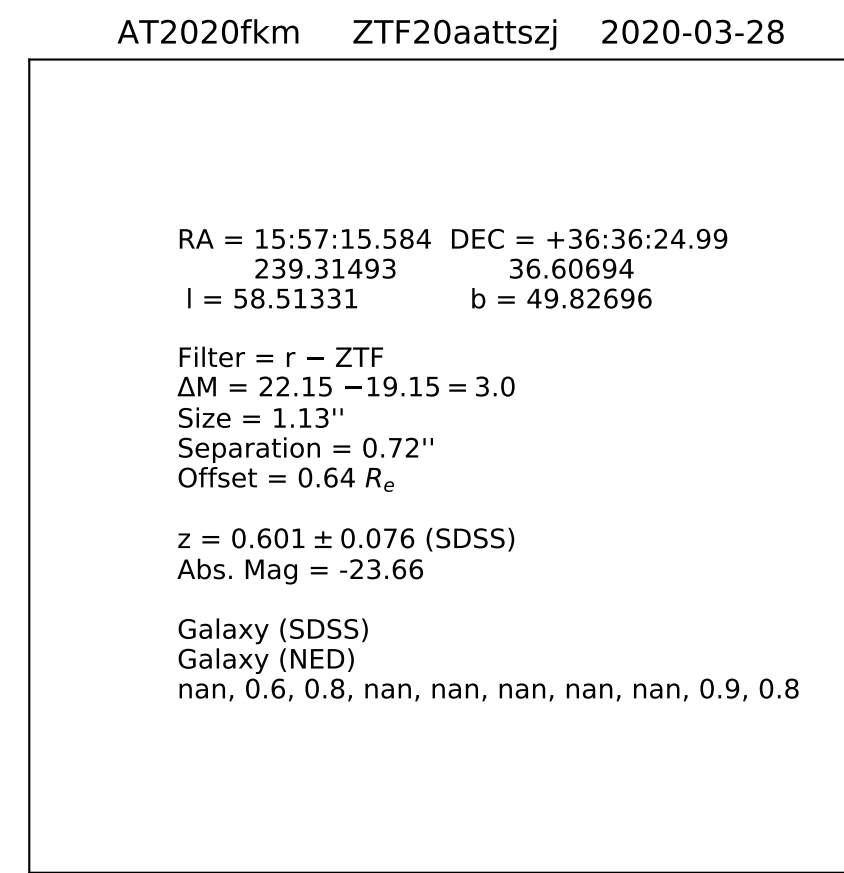 AT2020fkm ZTF20aattszj 2020-03-28
RA = 15:57:15.584 DEC = +36:36:24.99
239.31493 36.60694
l = 58.51331 b = 49.82696
Filter = r − ZTF
ΔM = 22.15 −19.15 = 3.0
Size = 1.13''
Separation = 0.72''
Offset = 0.64 Re
z = 0.601 ± 0.076 (SDSS)
Abs. Mag = -23.66
Galaxy (SDSS)
Galaxy (NED)
nan, 0.6, 0.8, nan, nan, nan, nan, nan, 0.9, 0.8